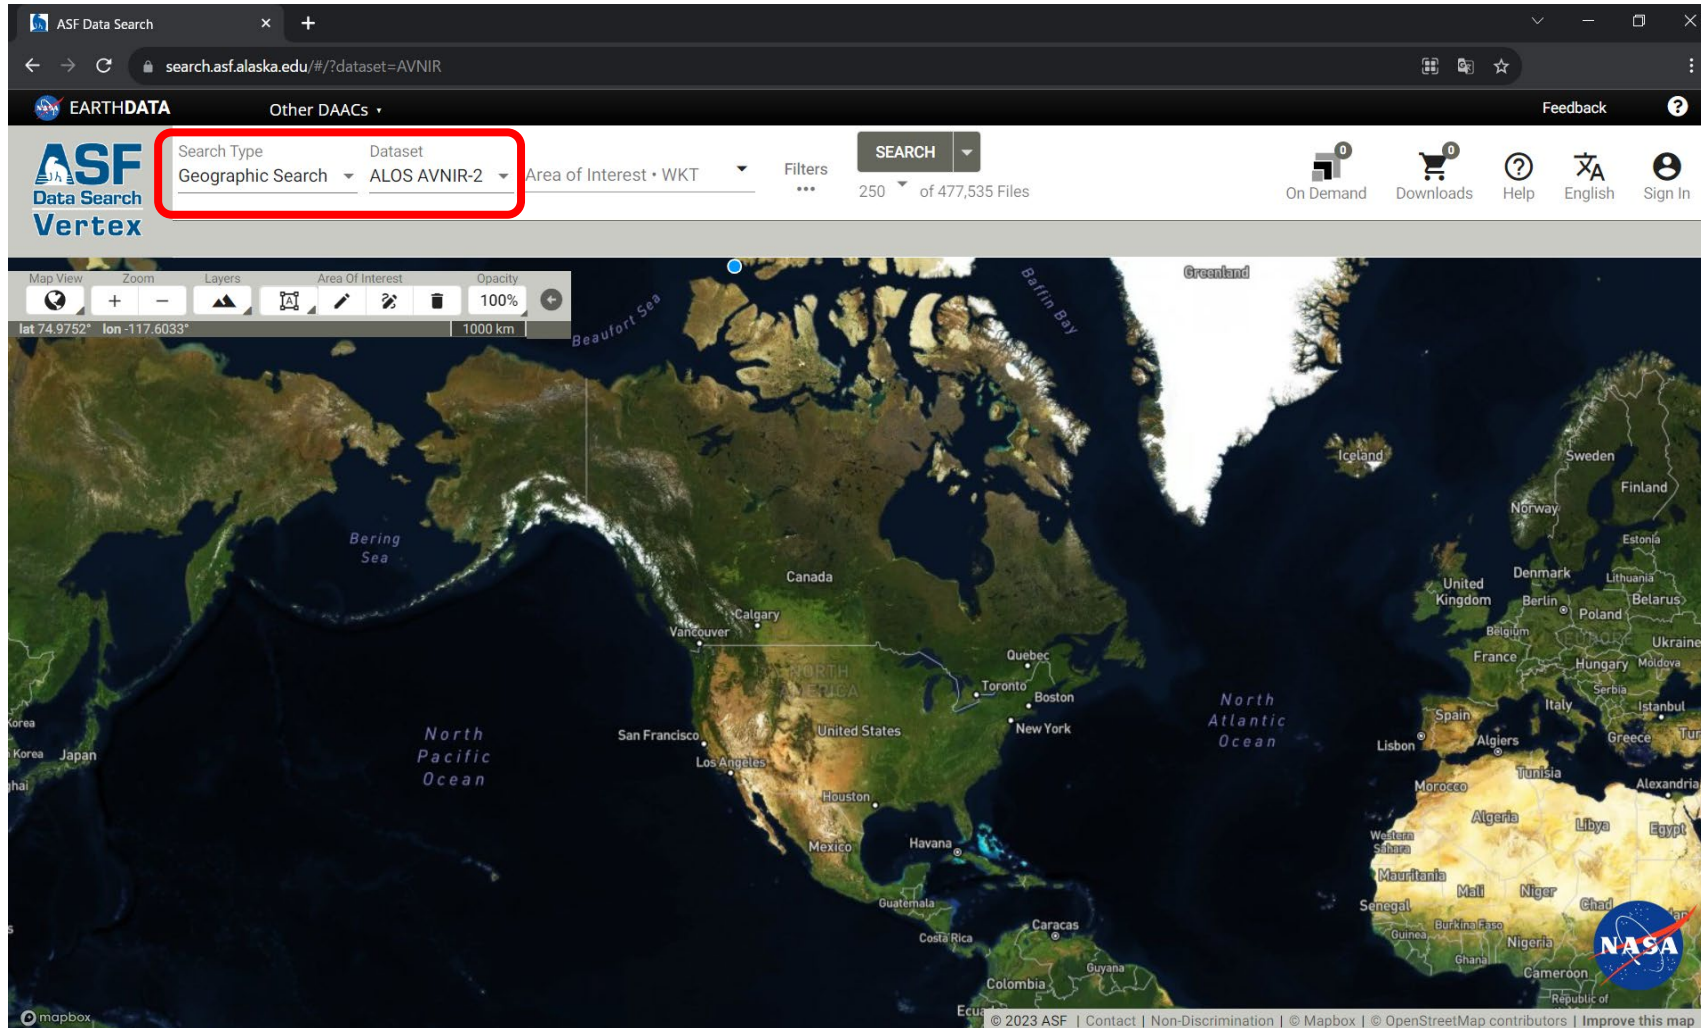 ASF Data Search
search.asf.alaska.edu/#/?dataset=AVNIR
EARTHDATA
Other DAACs
Feedback
ASF
Data Search
Vertex
Search Type
Geographic Search
Dataset
ALOS AVNIR-2
Area of Interest • WKT
Filters
SEARCH
250
of 477,535 Files
0
On Demand
0
Downloads
Help
English
Sign In
Map View
Zoom
Layers
Area Of Interest
Opacity
100%
lat 74.9752° lon -117.6033°
1000 km
Beaufort Sea
Baffin Bay
Greenland
Iceland
Sweden
Finland
Norway
Estonia
Bering
Sea
Canada
Denmark
Lithuania
United
Kingdom
Berlin
Poland
Belarus
Calgary
Vancouver
Belgium
EUROPE
Ukraine
Quebec
France
Hungary
Moldova
NORTH
AMERICA
Toronto
Boston
Serbia
North
Atlantic
Ocean
Spain
Italy
Istanbul
Korea
Korea
Japan
North
Pacific
Ocean
San Francisco
United States
New York
Lisbon
Algiers
Greece
Tur
Los Angeles
Tunisia
Morocco
Alexandria
hai
Houston
Algeria
Libya
Egypt
Western
Sahara
Mexico
Havana
Mauritania
Mali
Niger
Chad
Guatemala
Senegal
Costa Rica
Caracas
Guinea
Burkina Faso
Nigeria
NASA
Ghana
Guyana
Cameroon
Colombia
Republic of
Ecua
mapbox
© 2023 ASF | Contact | Non-Discrimination | © Mapbox | © OpenStreetMap contributors | Improve this map